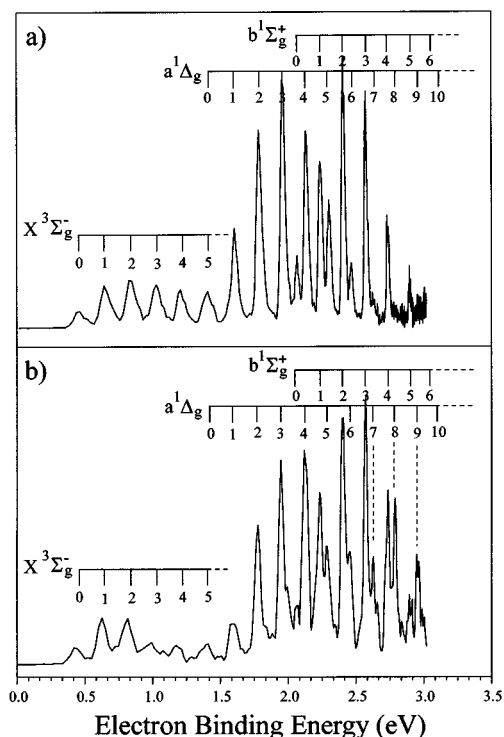 a)
b¹Σg⁺
0 1 2 3 4 5 6
a¹Δg
0 1 2 3 4 5 6 7 8 9 10
X³Σg⁻
0 1 2 3 4 5
b)
b¹Σg⁺
0 1 2 3 4 5 6
a¹Δg
0 1 2 3 4 5 6 7 8 9 10
X³Σg⁻
0 1 2 3 4 5
0.0 0.5 1.0 1.5 2.0 2.5 3.0 3.5
Electron Binding Energy (eV)